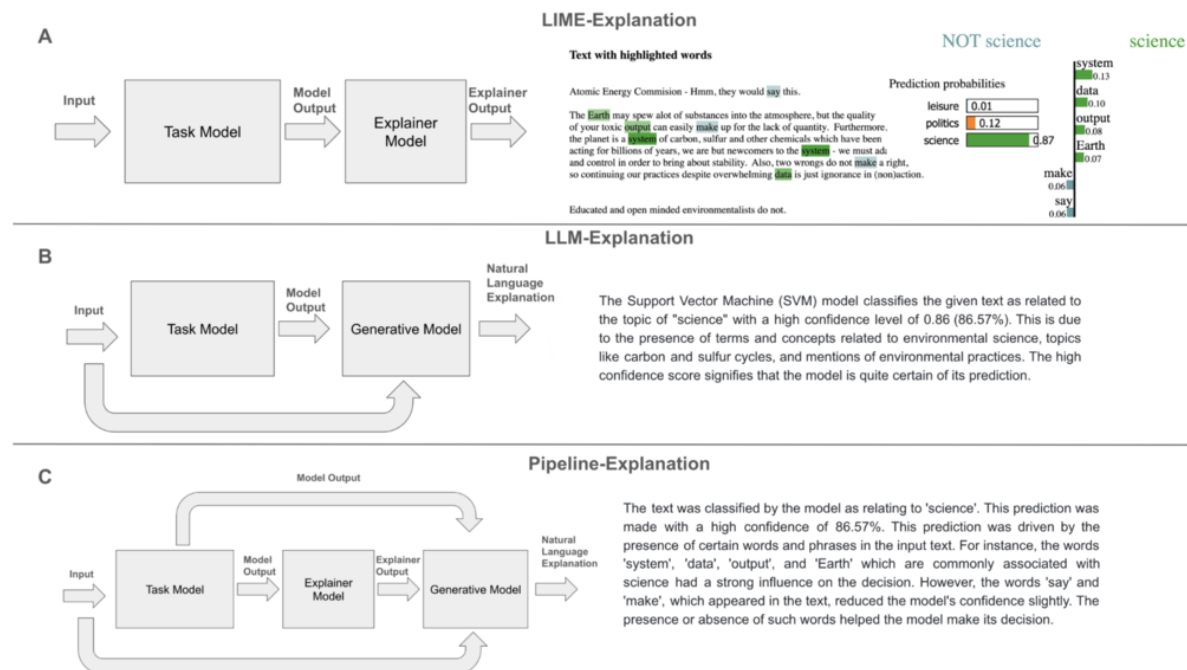 LIME-Explanation
A
Input
Task Model
Model
Output
Explainer
Model
Explainer
Output
Text with highlighted words
Atomic Energy Commision - Hmm, they would say this.
The Earth may spew alot of substances into the atmosphere, but the quality
of your toxic output can easily make up for the lack of quantity. Furthermore,
the planet is a system of carbon, sulfur and other chemicals which have been
acting for billions of years, we are but newcomers to the system - we must
and control in order to bring about stability. Also, two wrongs do not make a right,
so continuing our practices despite overwhelming data is just ignorance in (non)action.
Educated and open minded environmentalists do not.
Prediction probabilities
leisure 0.01
politics 0.12
science 0.87
NOT science science
system
0.13
data
0.10
output
0.08
Earth
0.07
make
0.06
say
0.06
LLM-Explanation
B
Input
Task Model
Model
Output
Generative Model
Natural
Language
Explanation
The Support Vector Machine (SVM) model classifies the given text as related to
the topic of "science" with a high confidence level of 0.86 (86.57%). This is due
to the presence of terms and concepts related to environmental science, topics
like carbon and sulfur cycles, and mentions of environmental practices. The high
confidence score signifies that the model is quite certain of its prediction.
Pipeline-Explanation
C
Model Output
Input
Task Model
Model
Output
Explainer
Model
Explainer
Output
Generative Model
Natural
Language
Explanation
The text was classified by the model as relating to 'science'. This prediction was
made with a high confidence of 86.57%. This prediction was driven by the
presence of certain words and phrases in the input text. For instance, the words
'system', 'data', 'output', and 'Earth' which are commonly associated with
science had a strong influence on the decision. However, the words 'say' and
'make', which appeared in the text, reduced the model's confidence slightly. The
presence or absence of such words helped the model make its decision.